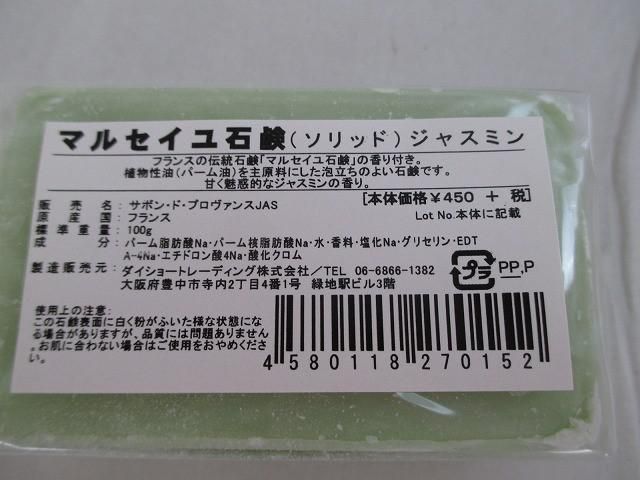 マルセイユ石鹸(ソリッド)ジャスミン
フランスの伝統石鹸「マルセイユ石鹸」の香り付き。
植物性油(パーム油)を主原料にした泡立ちのよい石鹸です。
甘く魅惑的なジャスミンの香り。
[本体価格¥450 + 税]
販売名:サボン・ド・プロヴァンスJAS
Lot No.本体に記載
原産国:フランス
標準重量:100g
成分:パーム脂肪酸Na・パーム核脂肪酸Na・水・香料・塩化Na・グリセリン・EDT
A-4Na・エチドロン酸4Na・酸化クロム
製造販売元:ダイショートレーディング株式会社/TEL 06-6866-1382
大阪府豊中市寺内2丁目4番1号 緑地駅ビル3階
プラ PP,P
使用上の注意:
この石鹸表面に白く粉がふいた様な状態にな
る場合がありますが、品質には問題ありません
。お肌に合わない場合はご使用をおやめくださ
い。
4 580118 270152